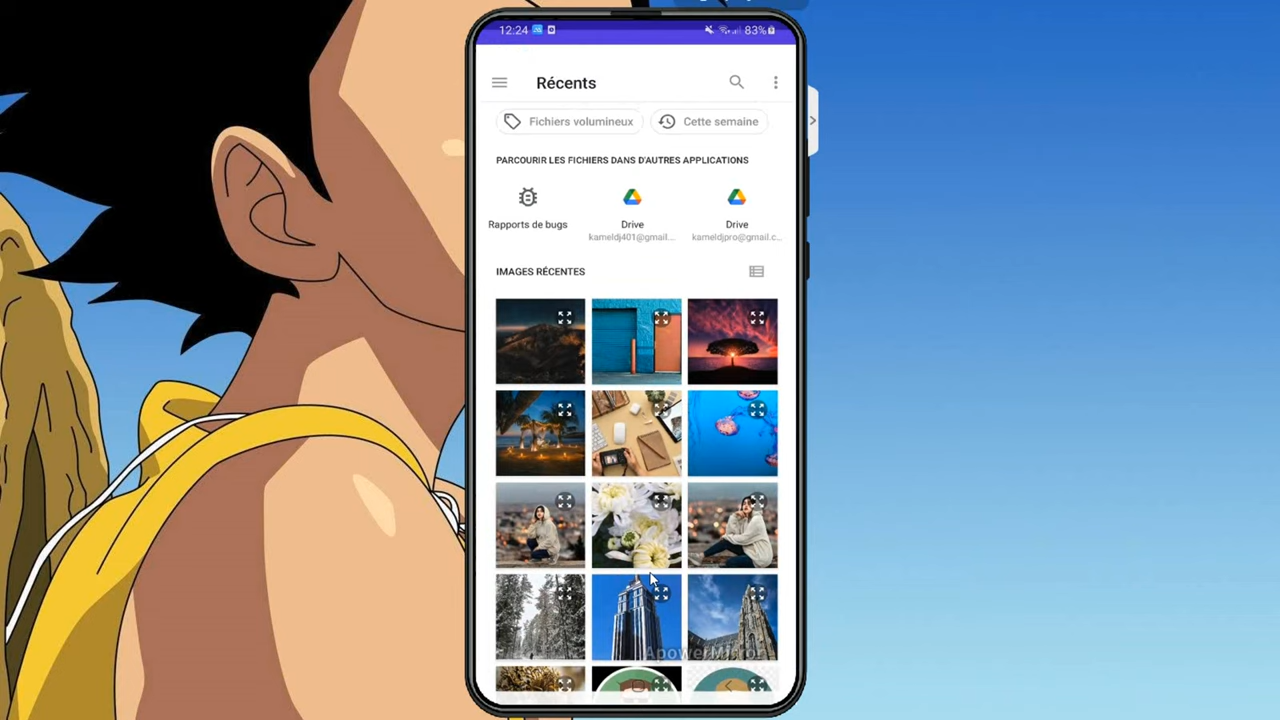 12:24
83%
Récents
Fichiers volumineux
Cette semaine
PARCOURIR LES FICHIERS DANS D'AUTRES APPLICATIONS
Rapports de bugs
Drive
kameldj401@gmail...
Drive
kameldjpro@gmail.c...
IMAGES RÉCENTES
ApowerMirror